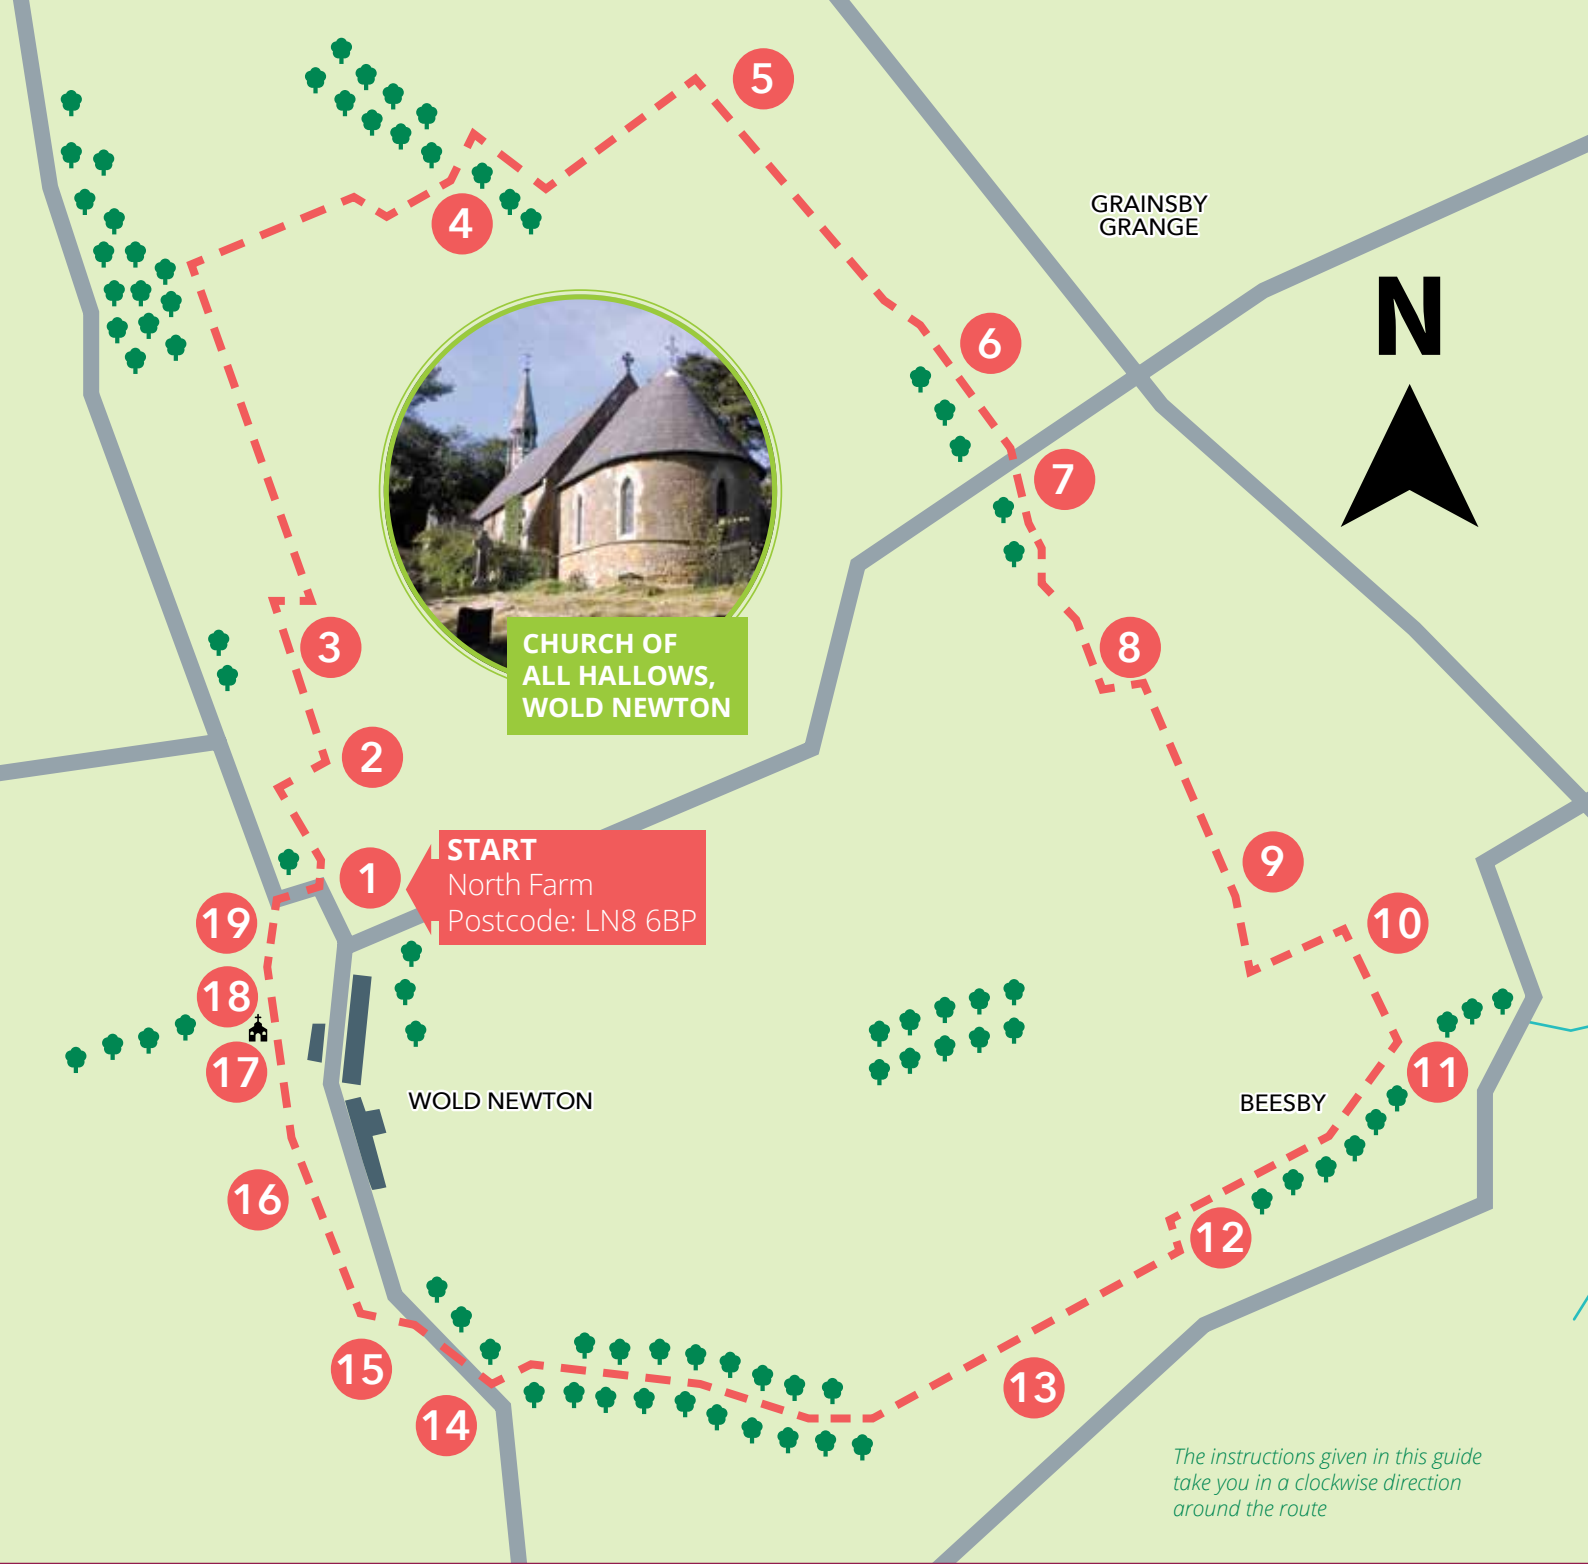 5
GRAINSBY
GRANGE
4
N
6
7
3
8
CHURCH OF
ALL HALLOWS,
WOLD NEWTON
2
START
North Farm
Postcode: LN8 6BP
1
9
19
10
18
17
11
WOLD NEWTON
BEESBY
16
12
15
13
14
The instructions given in this guide
take you in a clockwise direction
around the route